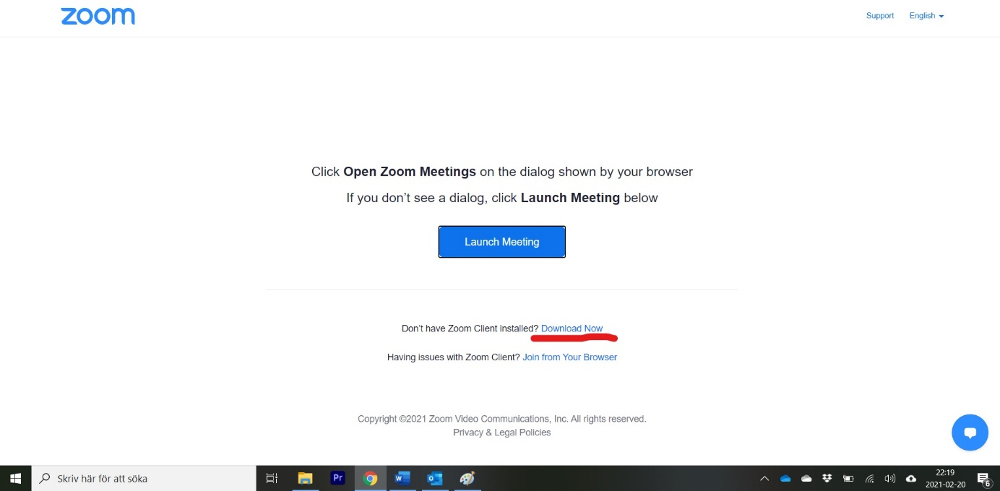 zoom
Support English
Click Open Zoom Meetings on the dialog shown by your browser
If you don’t see a dialog, click Launch Meeting below
Launch Meeting
Don’t have Zoom Client installed? Download Now
Having issues with Zoom Client? Join from Your Browser
Copyright ©2021 Zoom Video Communications, Inc. All rights reserved.
Privacy & Legal Policies
Skriv här för att söka
Pr
W
O
22:19
2021-02-20
6